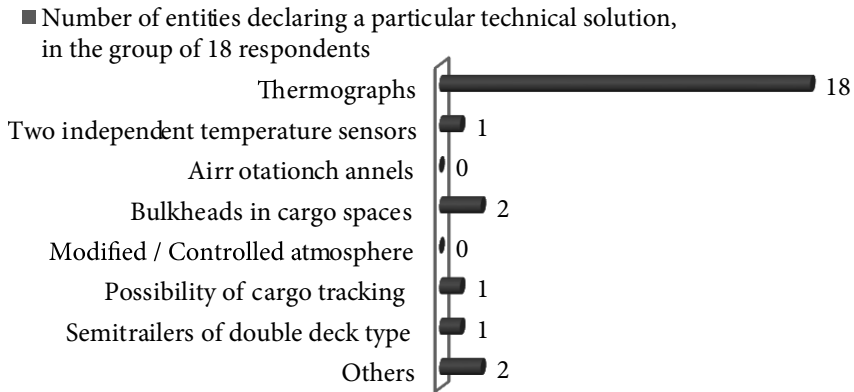 Number of entities declaring a particular technical solution,
in the group of 18 respondents
Thermographs 18
Two independent temperature sensors 1
Airr otationch annels 0
Bulkheads in cargo spaces 2
Modified / Controlled atmosphere 0
Possibility of cargo tracking 1
Semitrailers of double deck type 1
Others 2